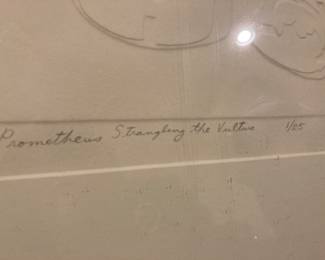 Prometheus Strangling the Vulture 1/25